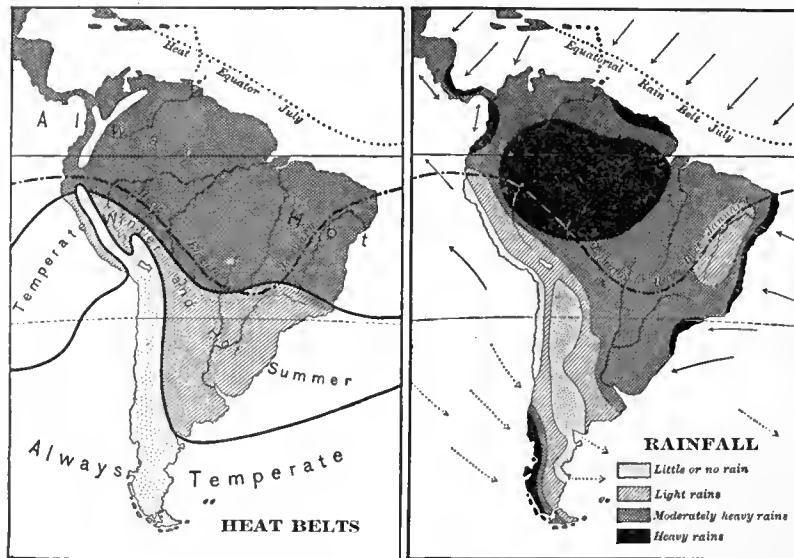 Heat Equator July
Always Hot
Temperate
Winter and
Hot
Summer
Always Temperate
HEAT BELTS
Equatorial Rain Belt July
RAINFALL
Little or no rain
Light rains
Moderately heavy rains
Heavy rains